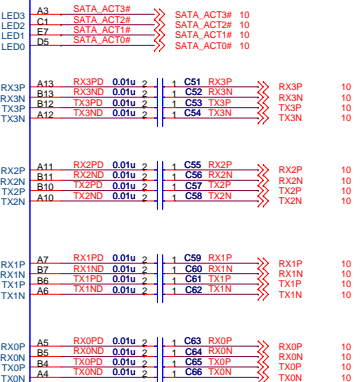 LED3 A3 SATA_ACT3# SATA_ACT3# 10
LED2 C1 SATA_ACT2# SATA_ACT2# 10
LED1 E7 SATA_ACT1# SATA_ACT1# 10
LED0 D5 SATA_ACT0# SATA_ACT0# 10
RX3P A13 RX3PD 0.01u 2 1 C51 RX3P RX3P 10
RX3N B13 RX3ND 0.01u 2 1 C52 RX3N RX3N 10
TX3P B12 TX3PD 0.01u 2 1 C53 TX3P TX3P 10
TX3N A12 TX3ND 0.01u 2 1 C54 TX3N TX3N 10
RX2P A11 RX2PD 0.01u 2 1 C55 RX2P RX2P 10
RX2N B11 RX2ND 0.01u 2 1 C56 RX2N RX2N 10
TX2P B10 TX2PD 0.01u 2 1 C57 TX2P TX2P 10
TX2N A10 TX2ND 0.01u 2 1 C58 TX2N TX2N 10
RX1P A7 RX1PD 0.01u 2 1 C59 RX1P RX1P 10
RX1N B7 RX1ND 0.01u 2 1 C60 RX1N RX1N 10
TX1P B6 TX1PD 0.01u 2 1 C61 TX1P TX1P 10
TX1N A6 TX1ND 0.01u 2 1 C62 TX1N TX1N 10
RX0P A5 RX0PD 0.01u 2 1 C63 RX0P RX0P 10
RX0N B5 RX0ND 0.01u 2 1 C64 RX0N RX0N 10
TX0P B4 TX0PD 0.01u 2 1 C65 TX0P TX0P 10
TX0N A4 TX0ND 0.01u 2 1 C66 TX0N TX0N 10